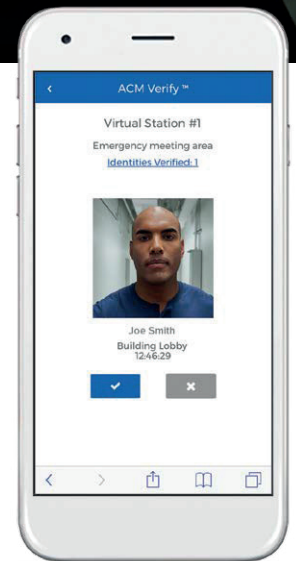 ACM Verify ™
Virtual Station #1
Emergency meeting area
Identities Verified: 1
Joe Smith
Building Lobby
12:46:29